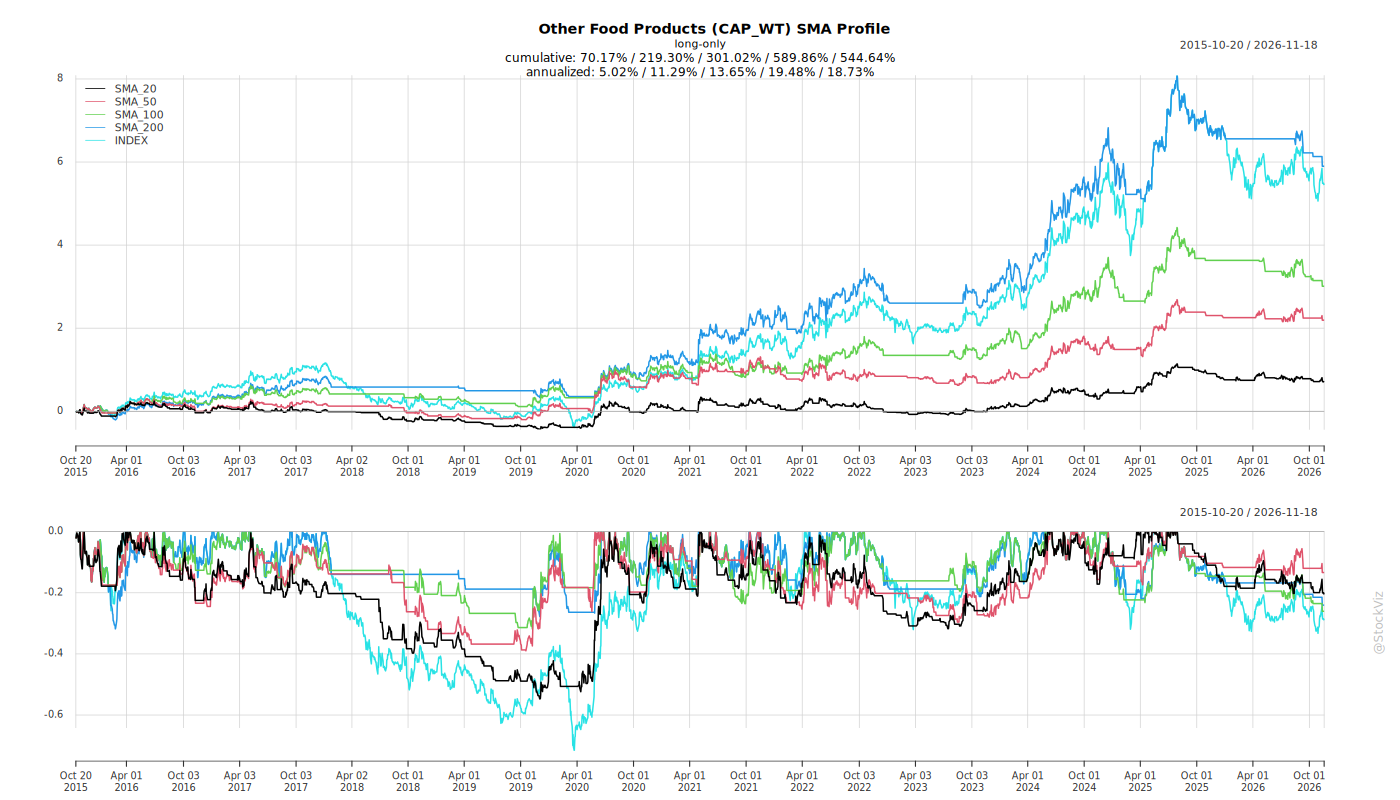 Other Food Products (CAP_WT) SMA Profile
long-only
2015-10-20 / 2026-11-18
cumulative: 70.17% / 219.30% / 301.02% / 589.86% / 544.64%
annualized: 5.02% / 11.29% / 13.65% / 19.48% / 18.73%
SMA_20
SMA_50
SMA_100
SMA_200
INDEX
8
6
4
2
0
Oct 20 Apr 01 Oct 03 Apr 03 Oct 03 Apr 02 Oct 01 Apr 01 Oct 01 Apr 01 Oct 01 Apr 01 Oct 01 Apr 01 Oct 03 Apr 03 Oct 03 Apr 01 Oct 01 Apr 01 Oct 01 Apr 01 Oct 01
2015 2016 2016 2017 2017 2018 2018 2019 2019 2020 2020 2021 2021 2022 2022 2023 2023 2024 2024 2025 2025 2026 2026
2015-10-20 / 2026-11-18
0.0
-0.2
-0.4
-0.6
Oct 20 Apr 01 Oct 03 Apr 03 Oct 03 Apr 02 Oct 01 Apr 01 Oct 01 Apr 01 Oct 01 Apr 01 Oct 01 Apr 01 Oct 03 Apr 03 Oct 03 Apr 01 Oct 01 Apr 01 Oct 01 Apr 01 Oct 01
2015 2016 2016 2017 2017 2018 2018 2019 2019 2020 2020 2021 2021 2022 2022 2023 2023 2024 2024 2025 2025 2026 2026
@StockViz